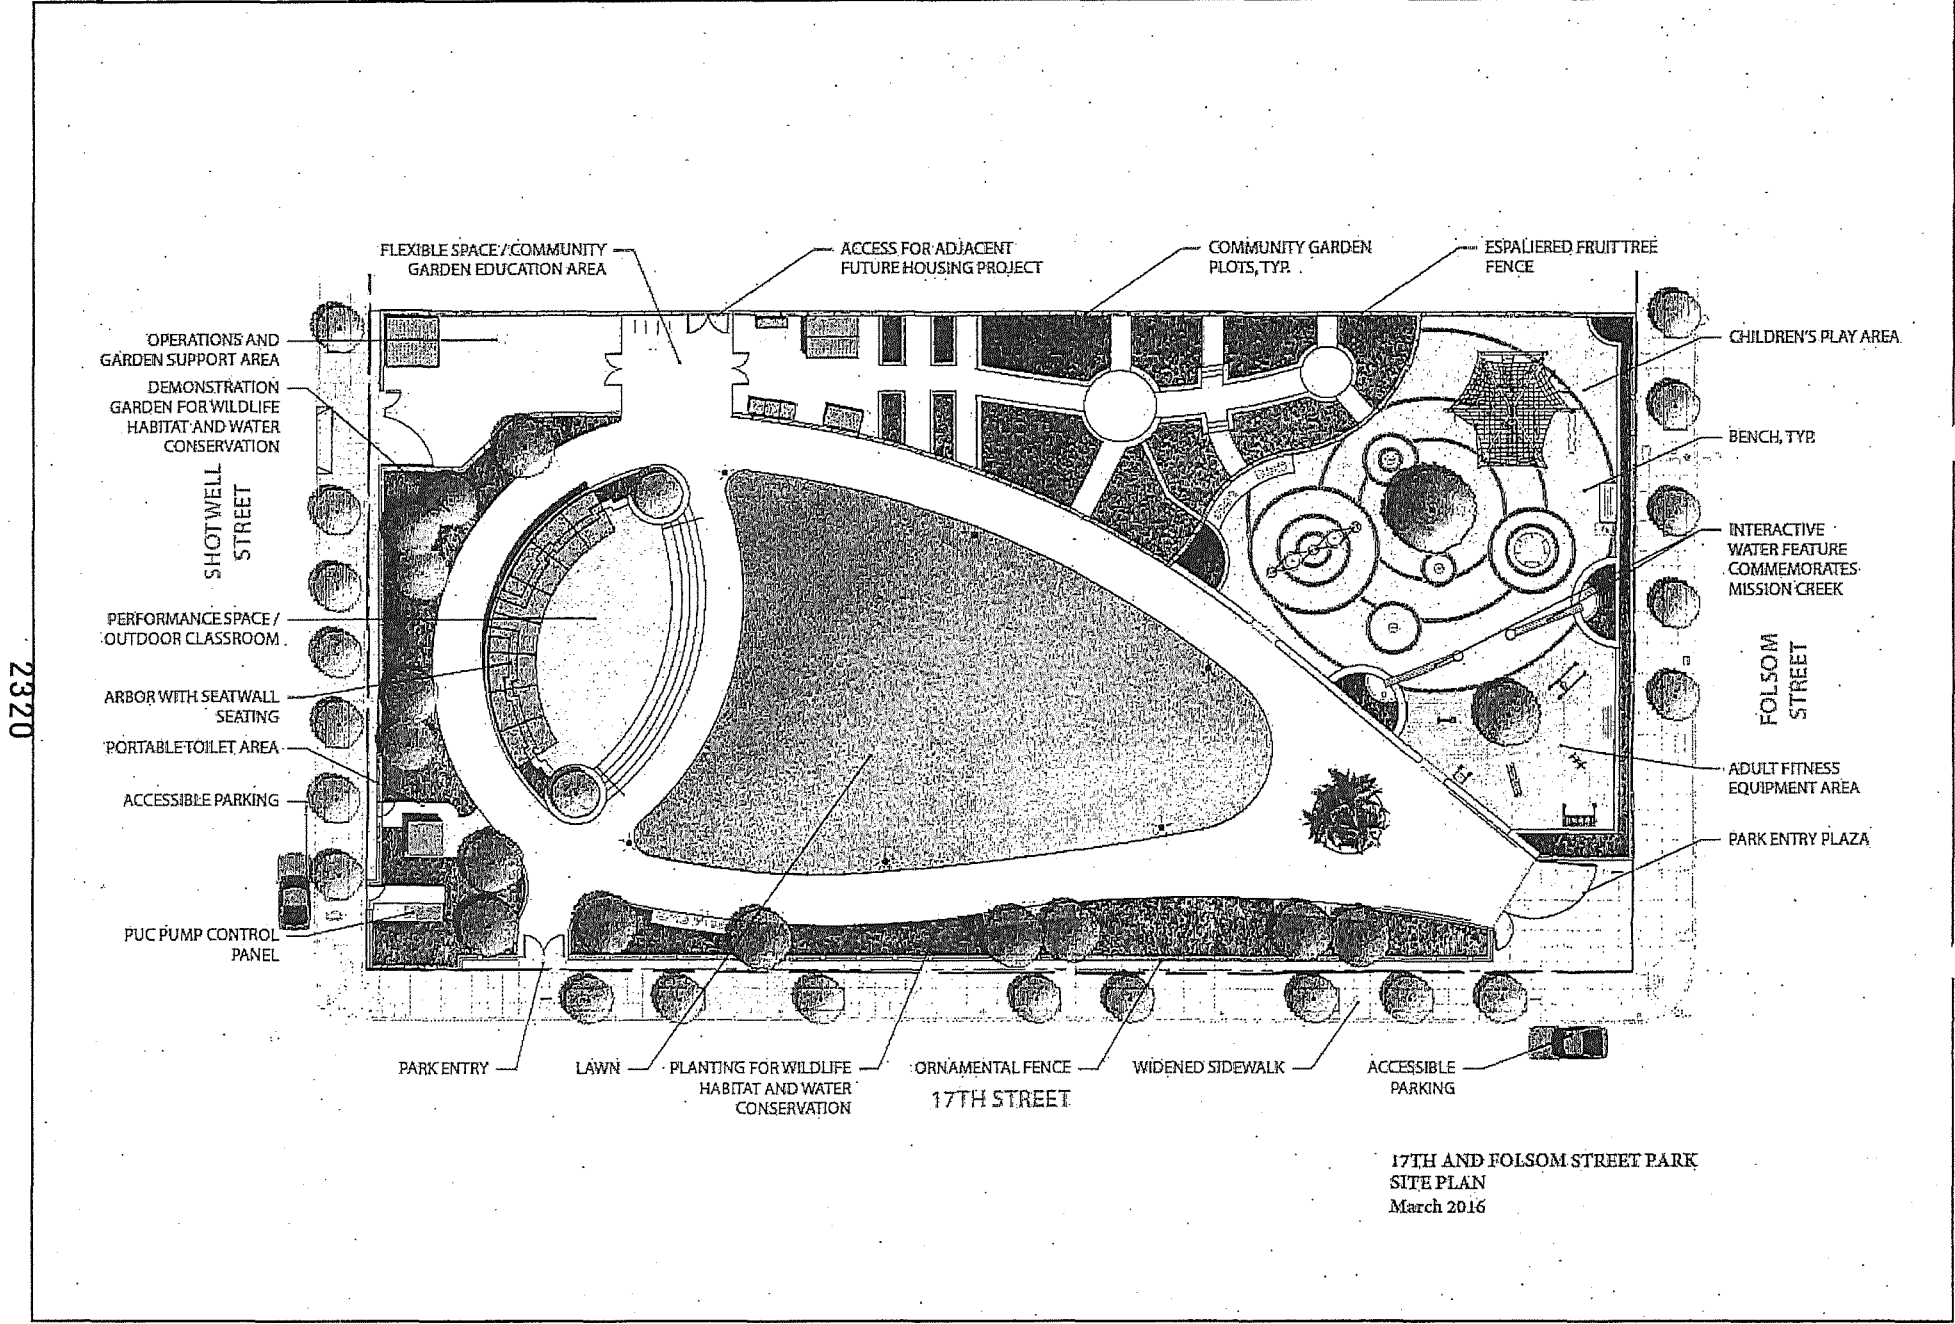 FLEXIBLE SPACE / COMMUNITY
GARDEN EDUCATION AREA
ACCESS FOR ADJACENT
FUTURE HOUSING PROJECT
COMMUNITY GARDEN
PLOTS, TYP.
ESPALIERED FRUIT TREE
FENCE
OPERATIONS AND
GARDEN SUPPORT AREA
DEMONSTRATION
GARDEN FOR WILDLIFE
HABITAT AND WATER
CONSERVATION
SHOTWELL
STREET
PERFORMANCE SPACE /
OUTDOOR CLASSROOM
ARBOR WITH SEATWALL
SEATING
PORTABLE TOILET AREA
ACCESSIBLE PARKING
PUC PUMP CONTROL
PANEL
2320
CHILDREN'S PLAY AREA
BENCH, TYP.
INTERACTIVE
WATER FEATURE
COMMEMORATES
MISSION CREEK
FOLSOM
STREET
ADULT FITNESS
EQUIPMENT AREA
PARK ENTRY PLAZA
PARK ENTRY
LAWN
PLANTING FOR WILDLIFE
HABITAT AND WATER
CONSERVATION
ORNAMENTAL FENCE
WIDENED SIDEWALK
ACCESSIBLE
PARKING
17TH STREET
17TH AND FOLSOM STREET PARK
SITE PLAN
March 2016